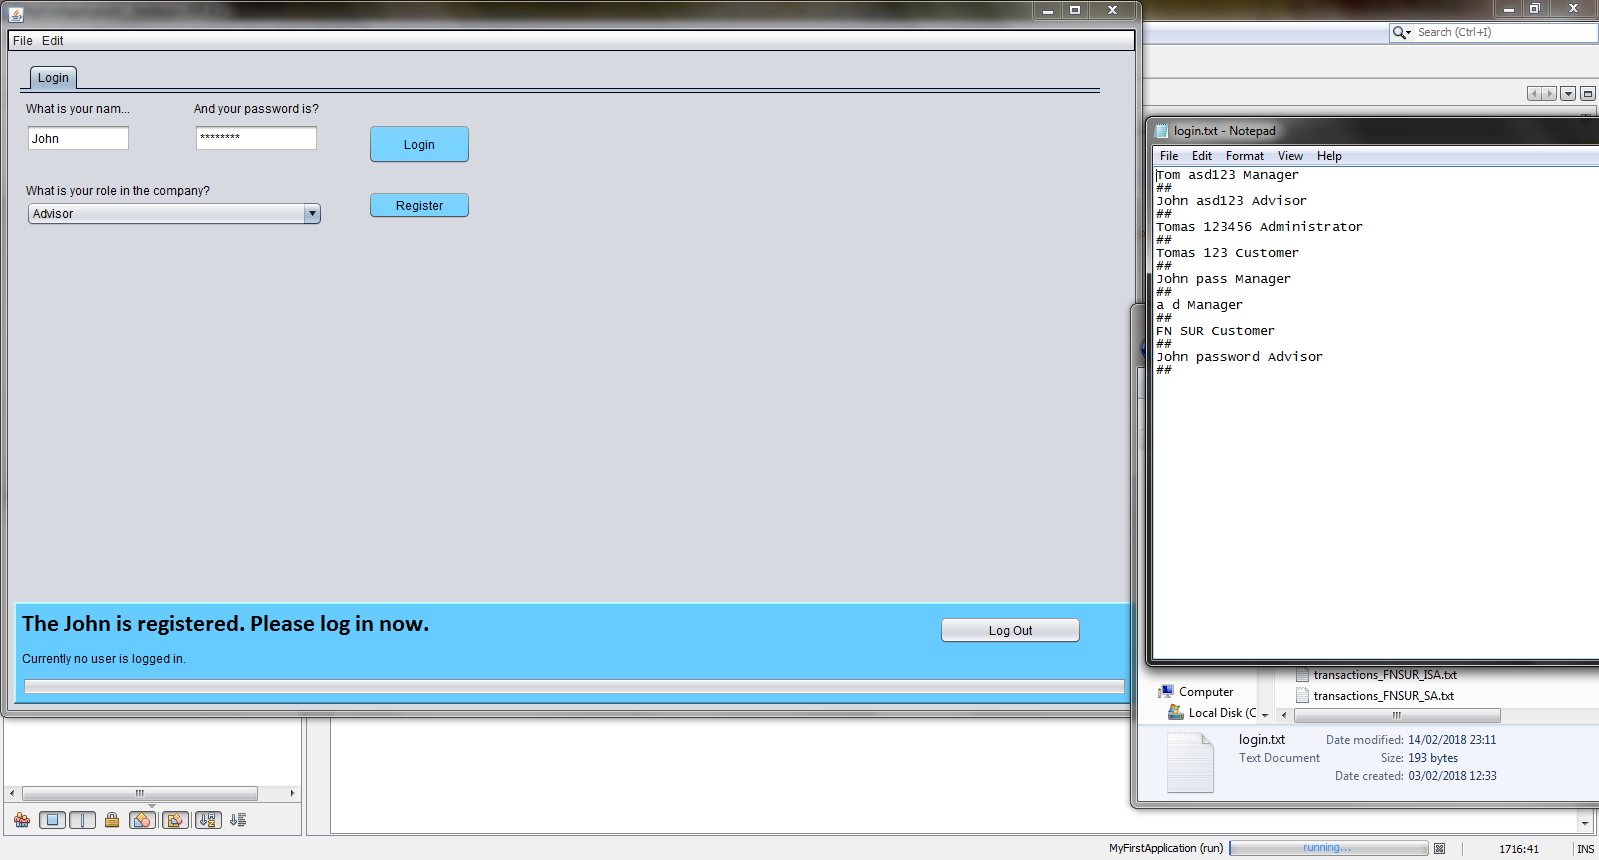 File Edit
Login
What is your nam... And your password is?
John ******** Login
What is your role in the company?
Advisor Register
The John is registered. Please log in now.
Log Out
Currently no user is logged in.
Search (Ctrl+I)
login.txt - Notepad
File Edit Format View Help
Tom asd123 Manager
##
John asd123 Advisor
##
Tomas 123456 Administrator
##
Tomas 123 Customer
##
John pass Manager
##
a d Manager
##
FN SUR Customer
##
John password Advisor
##
transactions_FNSUR_ISA.txt
Computer
transactions_FNSUR_SA.txt
Local Disk (C
login.txt Date modified: 14/02/2018 23:11
Text Document Size: 193 bytes
Date created: 03/02/2018 12:33
MyFirstApplication (run) running... 1716:41 INS